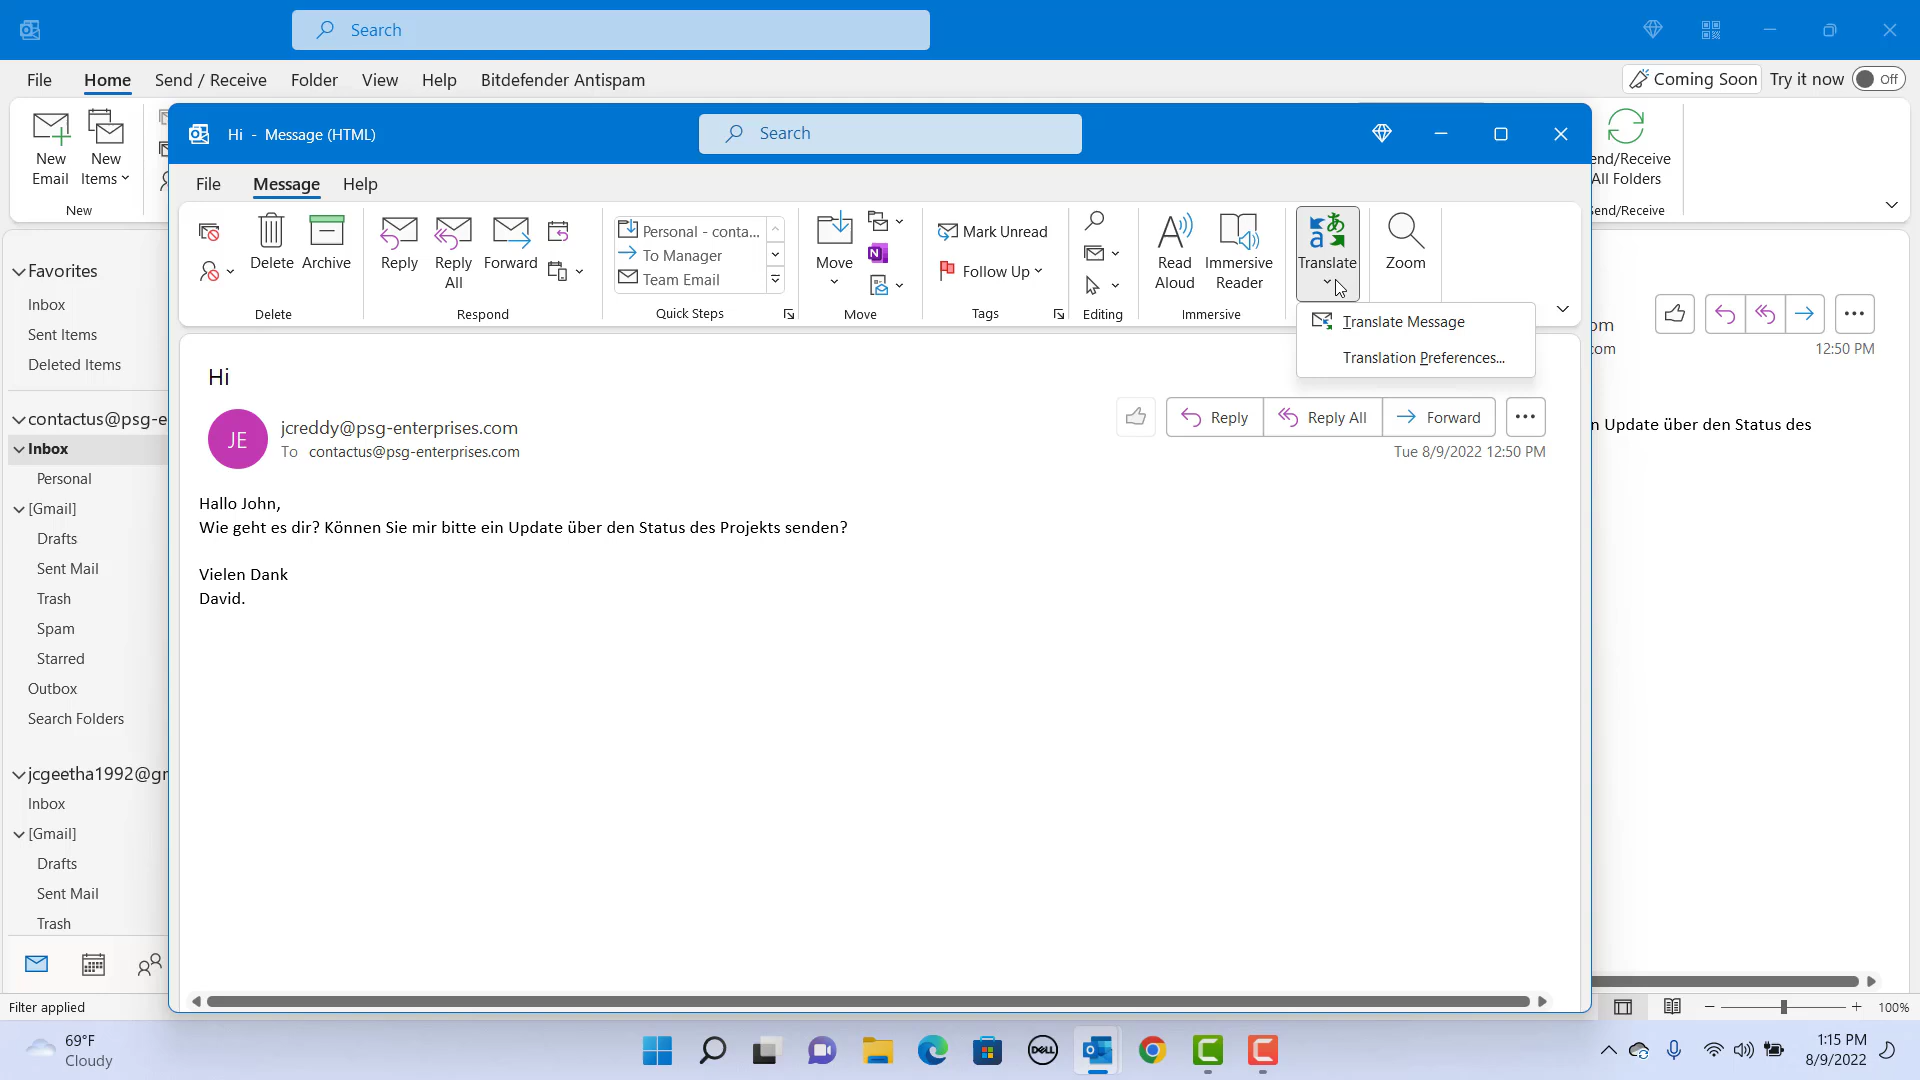 Search
File Home Send / Receive Folder View Help Bitdefender Antispam
Coming Soon Try it now Off
New
Email
New
Items
New
end/Receive
All Folders
Send/Receive
Hi - Message (HTML)
Search
File Message Help
Delete Archive
Delete
Reply Reply
All
Forward
Respond
Personal - conta...
To Manager
Team Email
Quick Steps
Move
Move
Mark Unread
Follow Up
Tags
Editing
Read
Aloud
Immersive
Reader
Immersive
Translate
Zoom
Translate Message
Translation Preferences...
Favorites
Inbox
Sent Items
Deleted Items
contactus@psg-e
Inbox
Personal
[Gmail]
Drafts
Sent Mail
Trash
Spam
Starred
Outbox
Search Folders
jcgeetha1992@gr
Inbox
[Gmail]
Drafts
Sent Mail
Trash
Hi
JE
jcreddy@psg-enterprises.com
To contactus@psg-enterprises.com
Reply Reply All Forward
Tue 8/9/2022 12:50 PM
Hallo John,
Wie geht es dir? Können Sie mir bitte ein Update über den Status des Projekts senden?
Vielen Dank
David.
om
com
12:50 PM
n Update über den Status des
Filter applied
100%
69°F
Cloudy
DELL
1:15 PM
8/9/2022